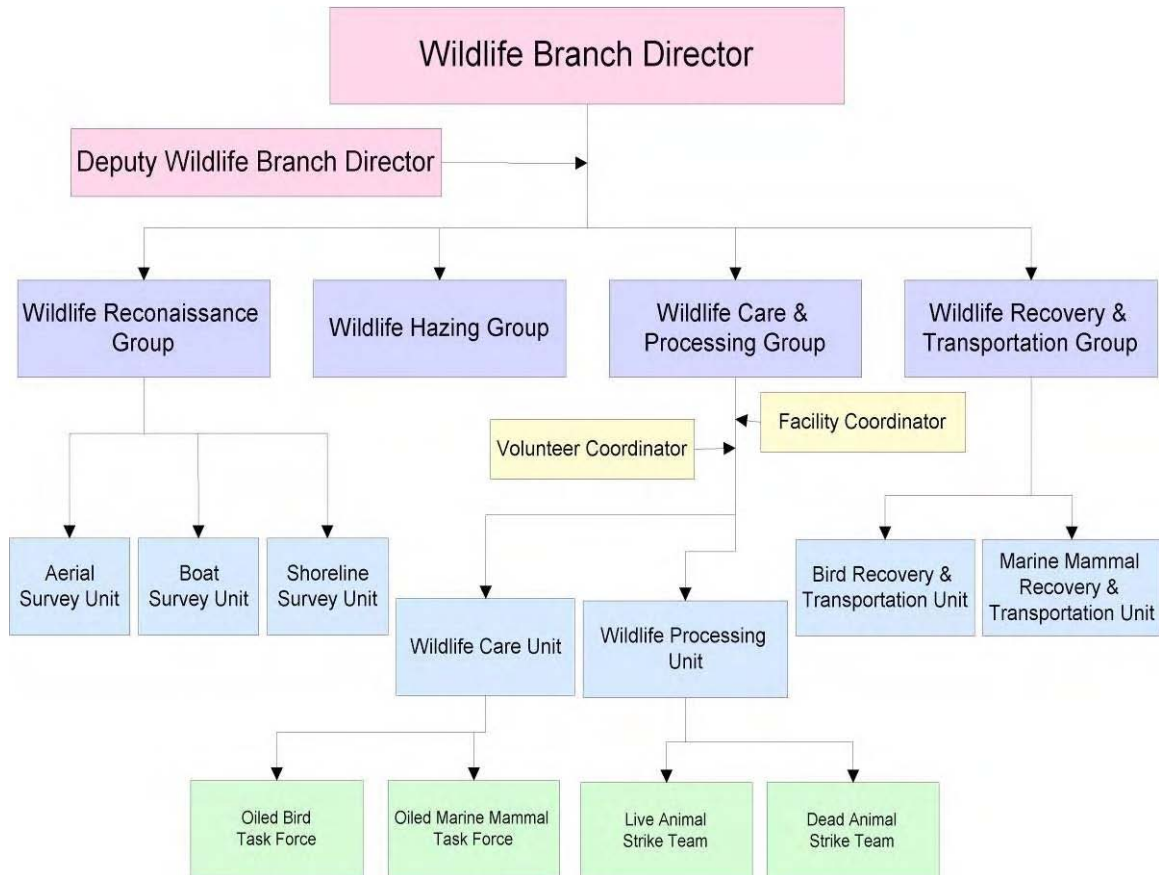 Wildlife Branch Director
Deputy Wildlife Branch Director
Wildlife Reconaissance
Group
Wildlife Hazing Group
Wildlife Care &
Processing Group
Wildlife Recovery &
Transportation Group
Facility Coordinator
Volunteer Coordinator
Aerial
Survey Unit
Boat
Survey Unit
Shoreline
Survey Unit
Bird Recovery &
Transportation Unit
Marine Mammal
Recovery &
Transportation Unit
Wildlife Care Unit
Wildlife Processing
Unit
Oiled Bird
Task Force
Oiled Marine Mammal
Task Force
Live Animal
Strike Team
Dead Animal
Strike Team